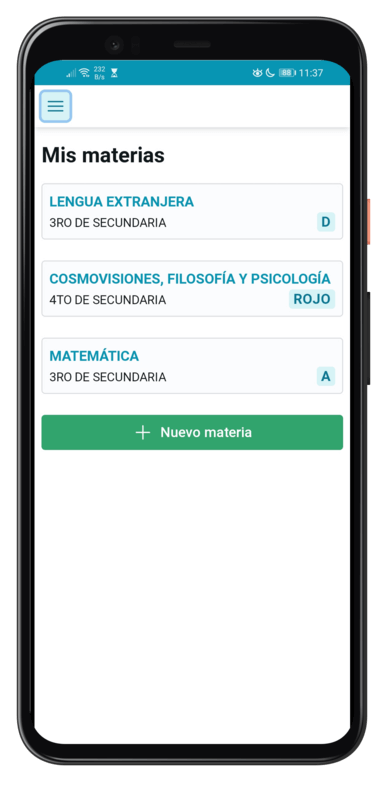 232 B/s 88 11:37
Mis materias
LENGUA EXTRANJERA
3RO DE SECUNDARIA D
COSMOVISIONES, FILOSOFÍA Y PSICOLOGÍA
4TO DE SECUNDARIA ROJO
MATEMÁTICA
3RO DE SECUNDARIA A
+ Nuevo materia